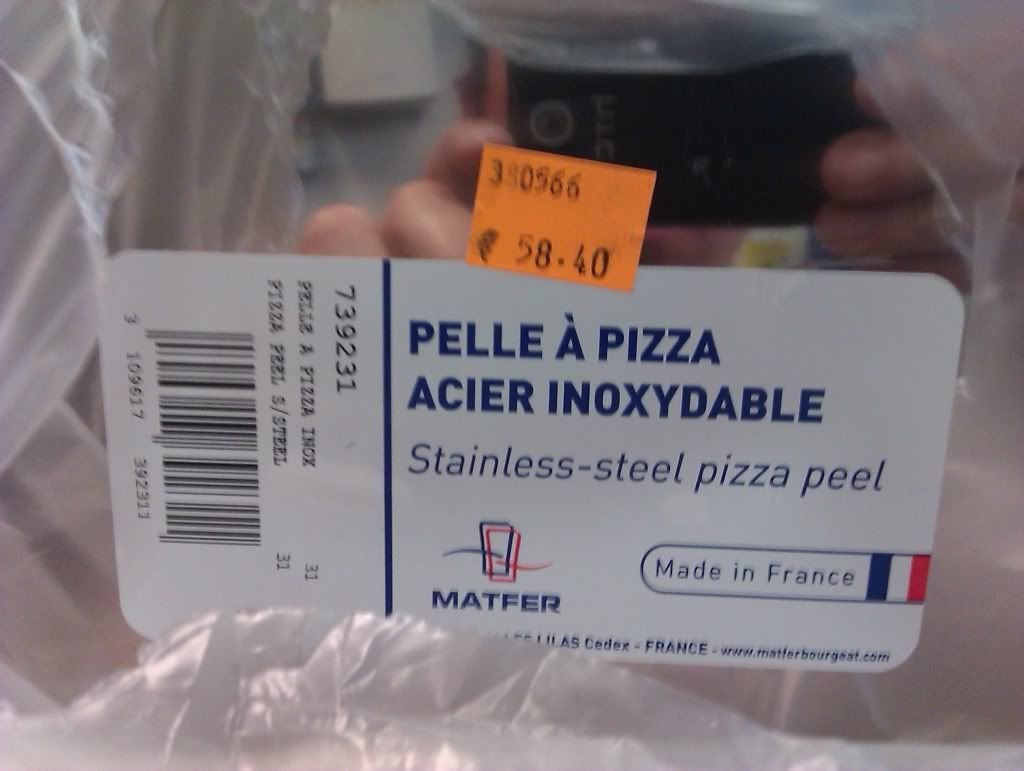 380566
€ 58.40
PELLE À PIZZA
ACIER INOXYDABLE
Stainless-steel pizza peel
MATFER
Made in France
LILAS Cedex - FRANCE - www.matferbourgeat.com
739231
PELLE A PIZZA INOX 31
PIZZA PEEL S/STEEL 31
3 109617 392311